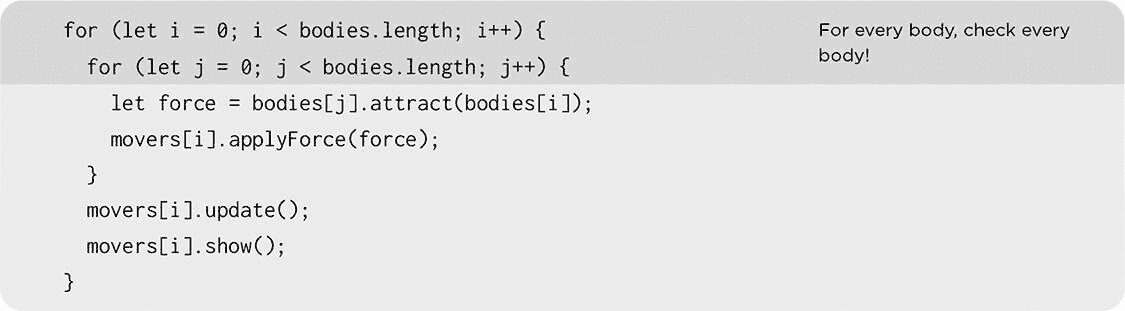 for (let i = 0; i < bodies.length; i++) {
for (let j = 0; j < bodies.length; j++) {
let force = bodies[j].attract(bodies[i]);
movers[i].applyForce(force);
}
movers[i].update();
movers[i].show();
}
For every body, check every
body!